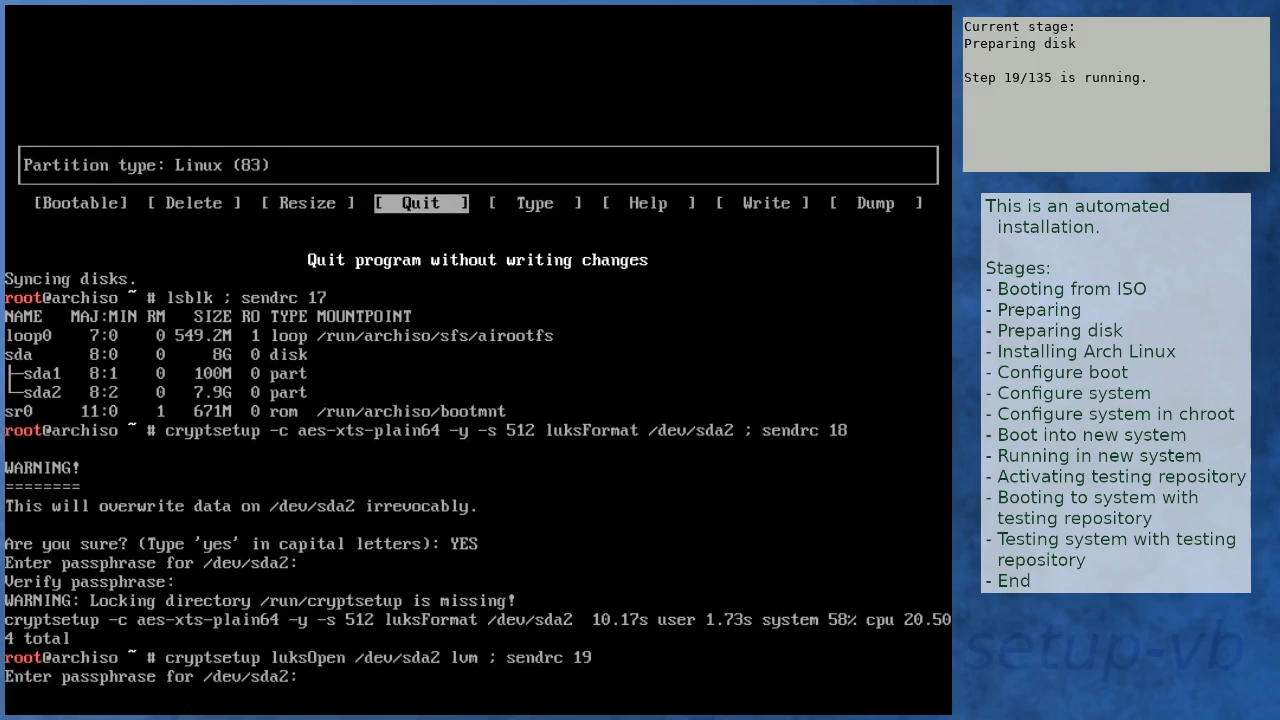 Partition type: Linux (83)
[Bootable] [ Delete ] [ Resize ] [ Quit ] [ Type ] [ Help ] [ Write ] [ Dump ]
Quit program without writing changes
Syncing disks.
root@archiso ~ # lsblk ; sendrc 17
NAME   MAJ:MIN RM   SIZE RO TYPE MOUNTPOINT
loop0    7:0    0 549.2M  1 loop /run/archiso/sfs/airootfs
sda      8:0    0     8G  0 disk
├─sda1   8:1    0   100M  0 part
└─sda2   8:2    0   7.9G  0 part
sr0     11:0    1   671M  0 rom  /run/archiso/bootmnt
root@archiso ~ # cryptsetup -c aes-xts-plain64 -y -s 512 luksFormat /dev/sda2 ; sendrc 18
WARNING!
========
This will overwrite data on /dev/sda2 irrevocably.
Are you sure? (Type 'yes' in capital letters): YES
Enter passphrase for /dev/sda2:
Verify passphrase:
WARNING: Locking directory /run/cryptsetup is missing!
cryptsetup -c aes-xts-plain64 -y -s 512 luksFormat /dev/sda2  10.17s user 1.73s system 58% cpu 20.50
4 total
root@archiso ~ # cryptsetup luksOpen /dev/sda2 lvm ; sendrc 19
Enter passphrase for /dev/sda2:
Current stage:
Preparing disk
Step 19/135 is running.
This is an automated
installation.
Stages:
- Booting from ISO
- Preparing
- Preparing disk
- Installing Arch Linux
- Configure boot
- Configure system
- Configure system in chroot
- Boot into new system
- Running in new system
- Activating testing repository
- Booting to system with
testing repository
- Testing system with testing
repository
- End
setup-vb